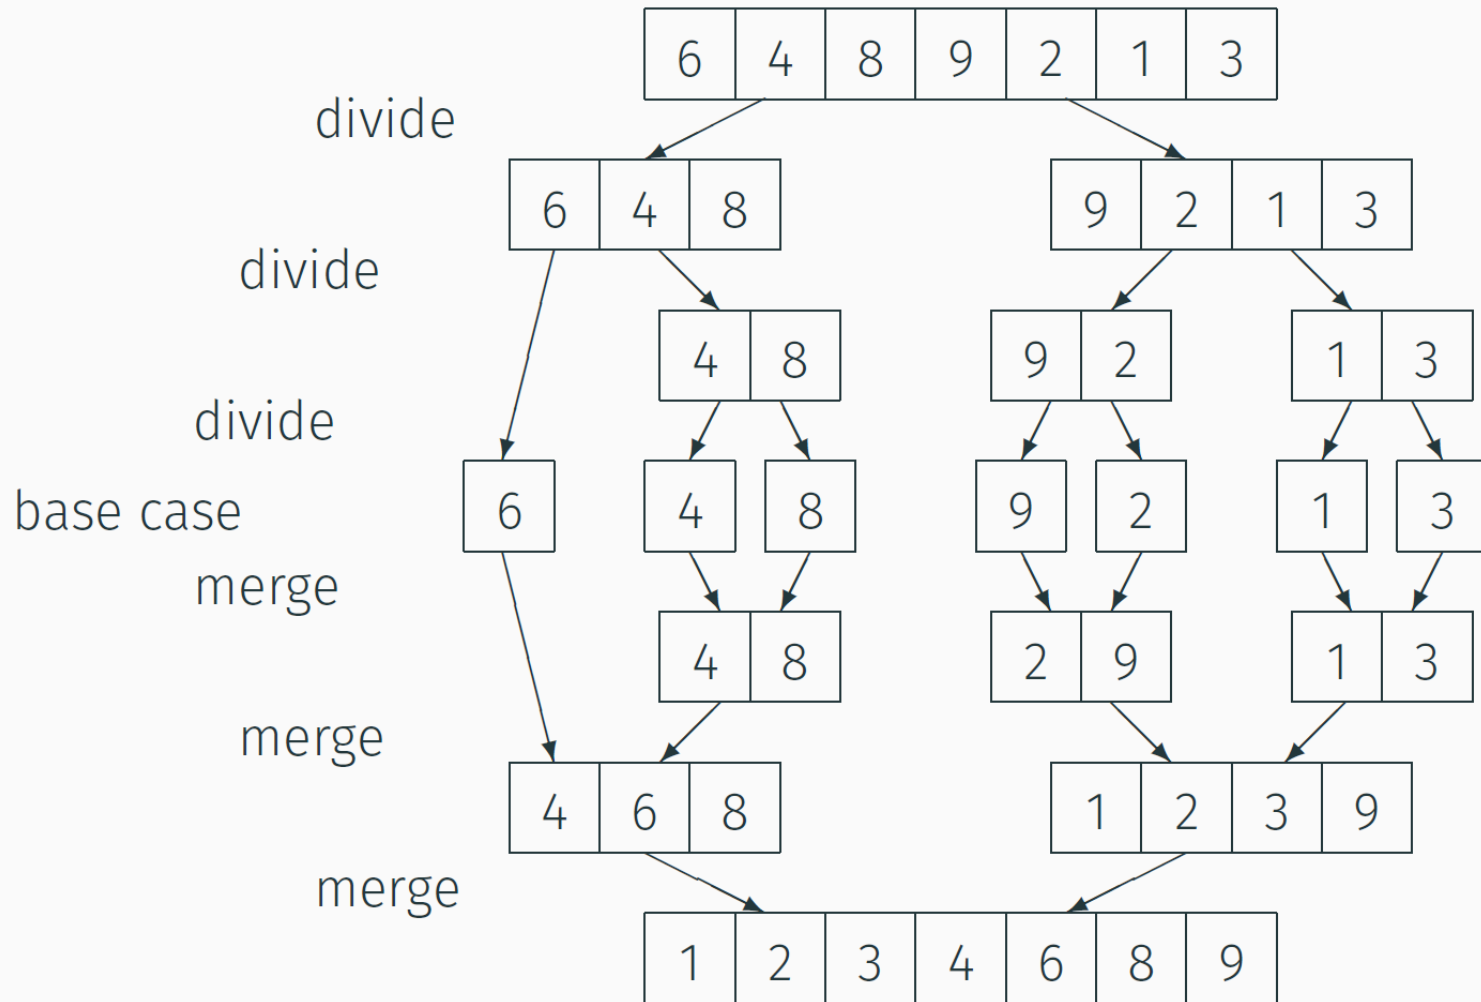 6 4 8 9 2 1 3
divide
6 4 8 9 2 1 3
divide
4 8 9 2 1 3
divide
base case 6 4 8 9 2 1 3
merge
4 8 2 9 1 3
merge
4 6 8 1 2 3 9
merge
1 2 3 4 6 8 9